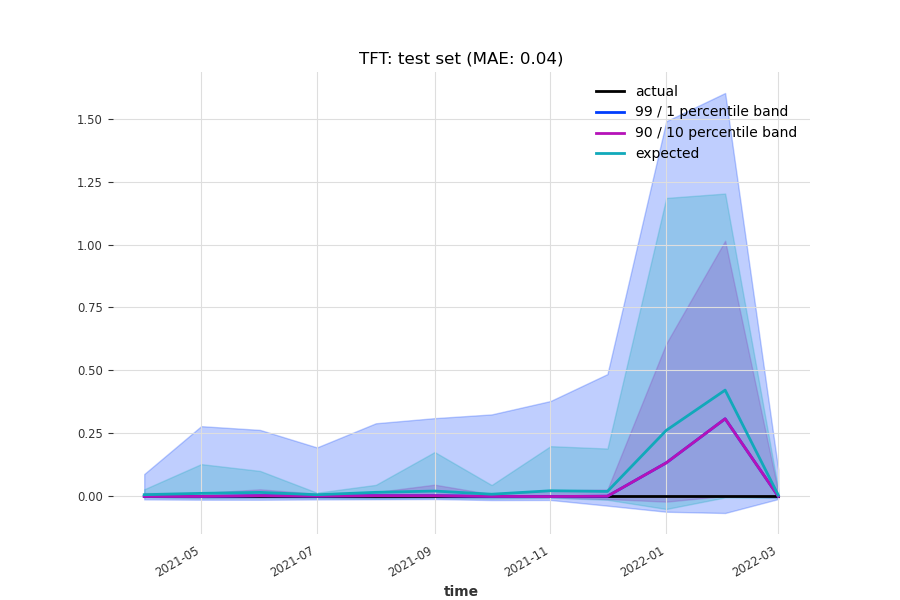 TFT: test set (MAE: 0.04)
actual
99 / 1 percentile band
90 / 10 percentile band
expected
1.50
1.25
1.00
0.75
0.50
0.25
0.00
2021-05
2021-07
2021-09
2021-11
2022-01
2022-03
time